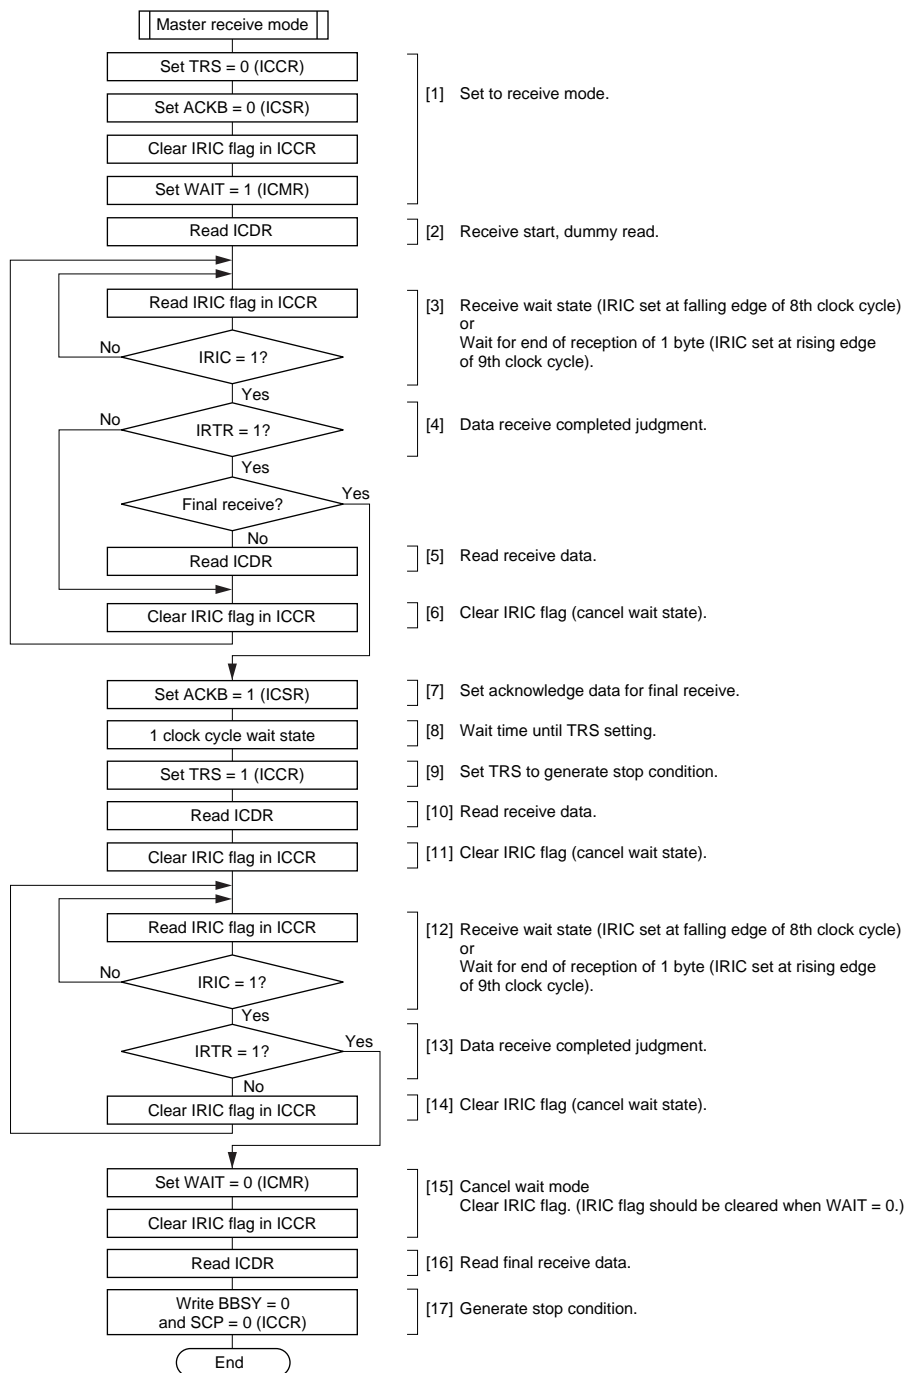 Master receive mode
Set TRS = 0 (ICCR)
Set ACKB = 0 (ICSR)
Clear IRIC flag in ICCR
Set WAIT = 1 (ICMR)
[1] Set to receive mode.
Read ICDR
[2] Receive start, dummy read.
Read IRIC flag in ICCR
[3] Receive wait state (IRIC set at falling edge of 8th clock cycle)
or
Wait for end of reception of 1 byte (IRIC set at rising edge
of 9th clock cycle).
No
IRIC = 1?
Yes
No
IRTR = 1?
[4] Data receive completed judgment.
Yes
Final receive?
Yes
No
Read ICDR
[5] Read receive data.
Clear IRIC flag in ICCR
[6] Clear IRIC flag (cancel wait state).
Set ACKB = 1 (ICSR)
[7] Set acknowledge data for final receive.
1 clock cycle wait state
[8] Wait time until TRS setting.
Set TRS = 1 (ICCR)
[9] Set TRS to generate stop condition.
Read ICDR
[10] Read receive data.
Clear IRIC flag in ICCR
[11] Clear IRIC flag (cancel wait state).
Read IRIC flag in ICCR
[12] Receive wait state (IRIC set at falling edge of 8th clock cycle)
or
Wait for end of reception of 1 byte (IRIC set at rising edge
of 9th clock cycle).
No
IRIC = 1?
Yes
IRTR = 1?
Yes
[13] Data receive completed judgment.
No
Clear IRIC flag in ICCR
[14] Clear IRIC flag (cancel wait state).
Set WAIT = 0 (ICMR)
Clear IRIC flag in ICCR
[15] Cancel wait mode
Clear IRIC flag. (IRIC flag should be cleared when WAIT = 0.)
Read ICDR
[16] Read final receive data.
Write BBSY = 0
and SCP = 0 (ICCR)
[17] Generate stop condition.
End